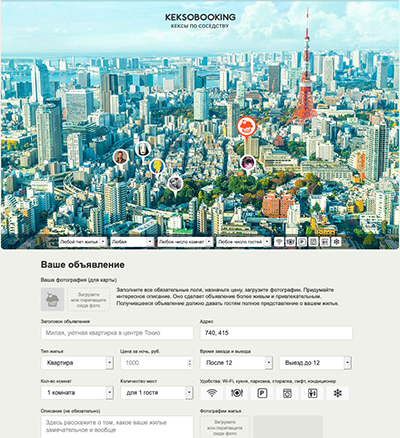 KEKSOBOOKING
КЕКСЫ ПО СОСЕДСТВУ
Любой тип жилья Любая Любое число комнат Любое число гостей
Ваше объявление
Ваша фотография (для карты)
Загрузите или перетащите сюда фото
Заполните все обязательные поля, назначьте цену, загрузите фотографии. Придумайте
интересное описание. Оно сделает объявление более живым и привлекательным.
Получившееся объявление должно давать гостям полное представление о вашем жилье.
Заголовок объявления Адрес
Милая, уютная квартирка в центре Токио 740, 415
Тип жилья Цена за ночь, руб. Время заезда и выезда
Квартира 1000 После 12 Выезд до 12
Кол-во комнат Количество мест Удобства: Wi-Fi, кухня, парковка, стиралка, лифт, кондиционер
1 комната для 1 гостя
Описание (не обязательно) Фотографии жилья
Здесь расскажите о том, какое ваше жилье
замечательное и вообще
Загрузите или перетащите сюда фото